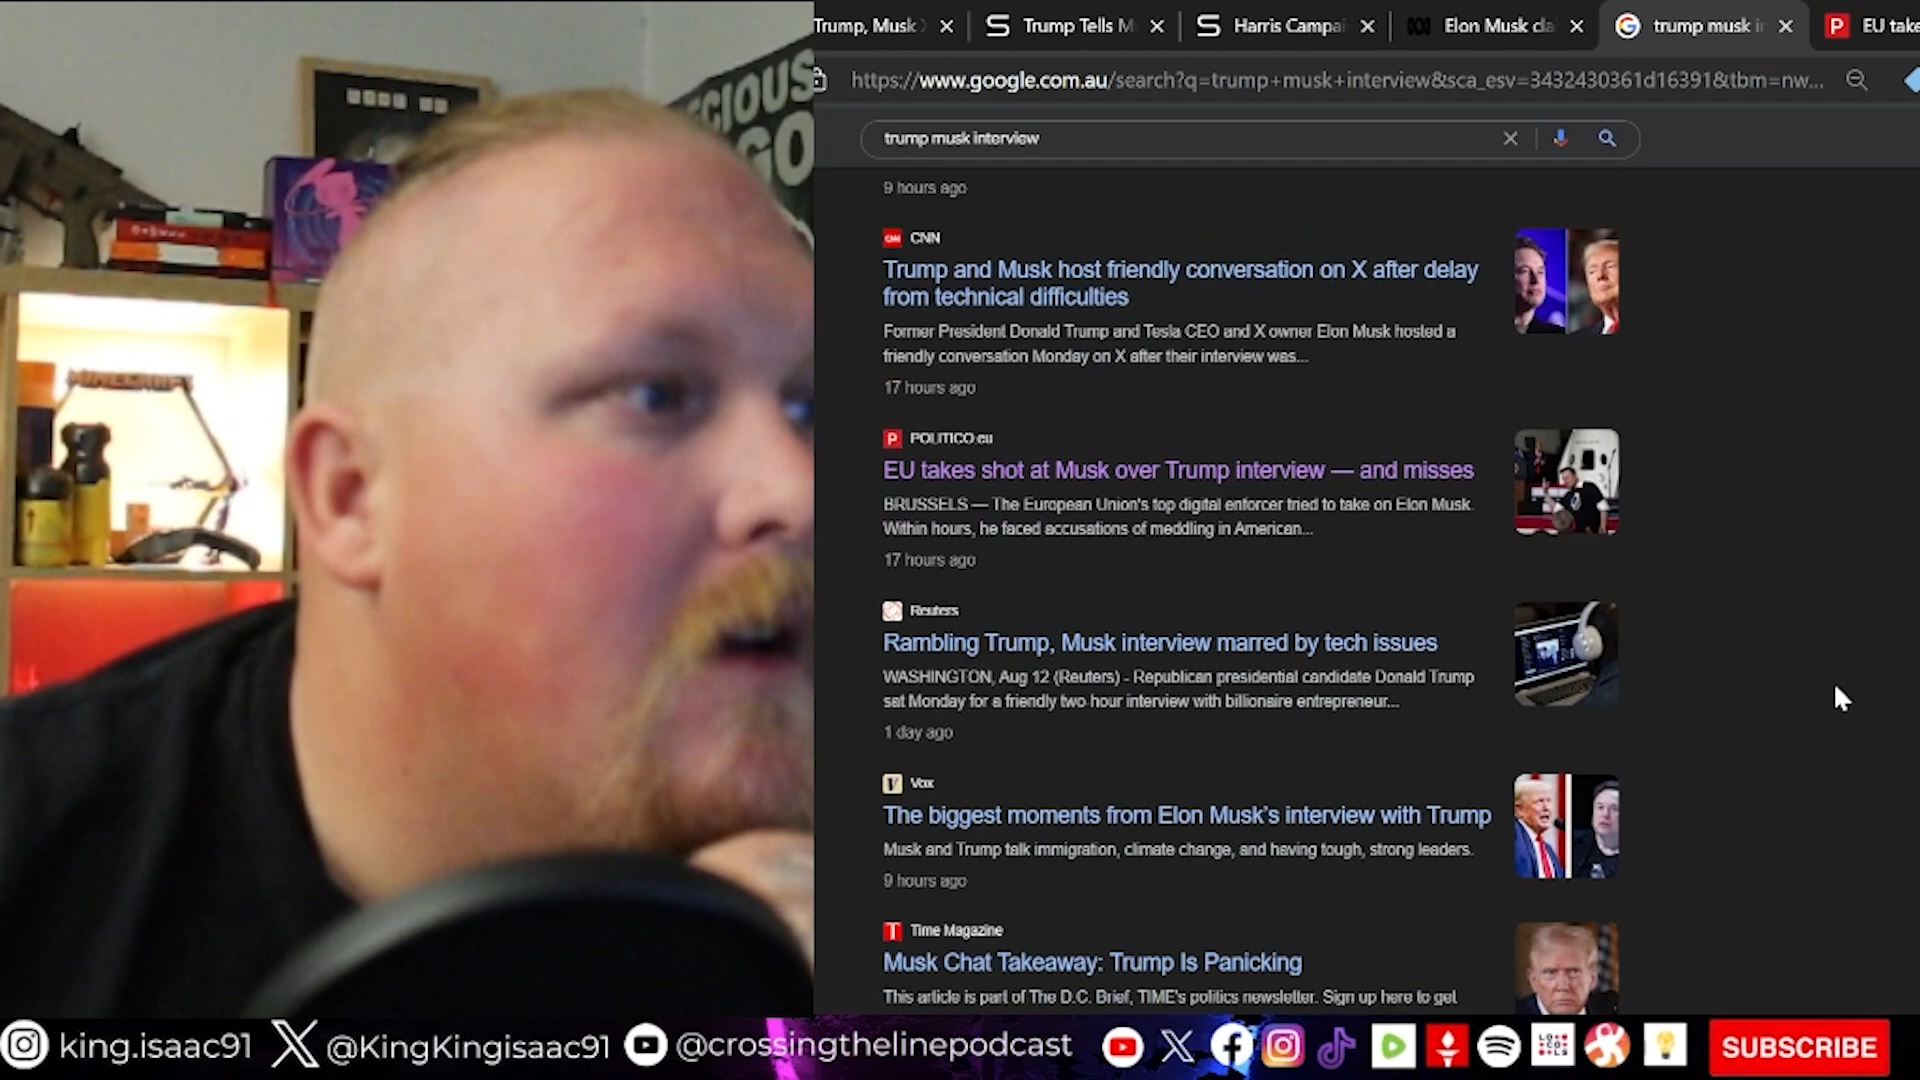 Trump, Musk
Trump Tells M
Harris Campai
Elon Musk cla
trump musk i
EU take
https://www.google.com.au/search?q=trump+musk+interview&sca_esv=3432430361d16391&tbm=nw...
trump musk interview
9 hours ago
CNN
Trump and Musk host friendly conversation on X after delay
from technical difficulties
Former President Donald Trump and Tesla CEO and X owner Elon Musk hosted a
friendly conversation Monday on X after their interview was...
17 hours ago
POLITICO.eu
EU takes shot at Musk over Trump interview — and misses
BRUSSELS — The European Union's top digital enforcer tried to take on Elon Musk.
Within hours, he faced accusations of meddling in American...
17 hours ago
Reuters
Rambling Trump, Musk interview marred by tech issues
WASHINGTON, Aug 12 (Reuters) - Republican presidential candidate Donald Trump
sat Monday for a friendly two hour interview with billionaire entrepreneur...
1 day ago
Vox
The biggest moments from Elon Musk's interview with Trump
Musk and Trump talk immigration, climate change, and having tough, strong leaders.
9 hours ago
Time Magazine
Musk Chat Takeaway: Trump Is Panicking
This article is part of The D.C. Brief, TIME's politics newsletter. Sign up here to get
CIOUS
GO
MINECRAFT
king.isaac91
@KingKingisaac91
@crossingthelinepodcast
LO
COLS
SUBSCRIBE